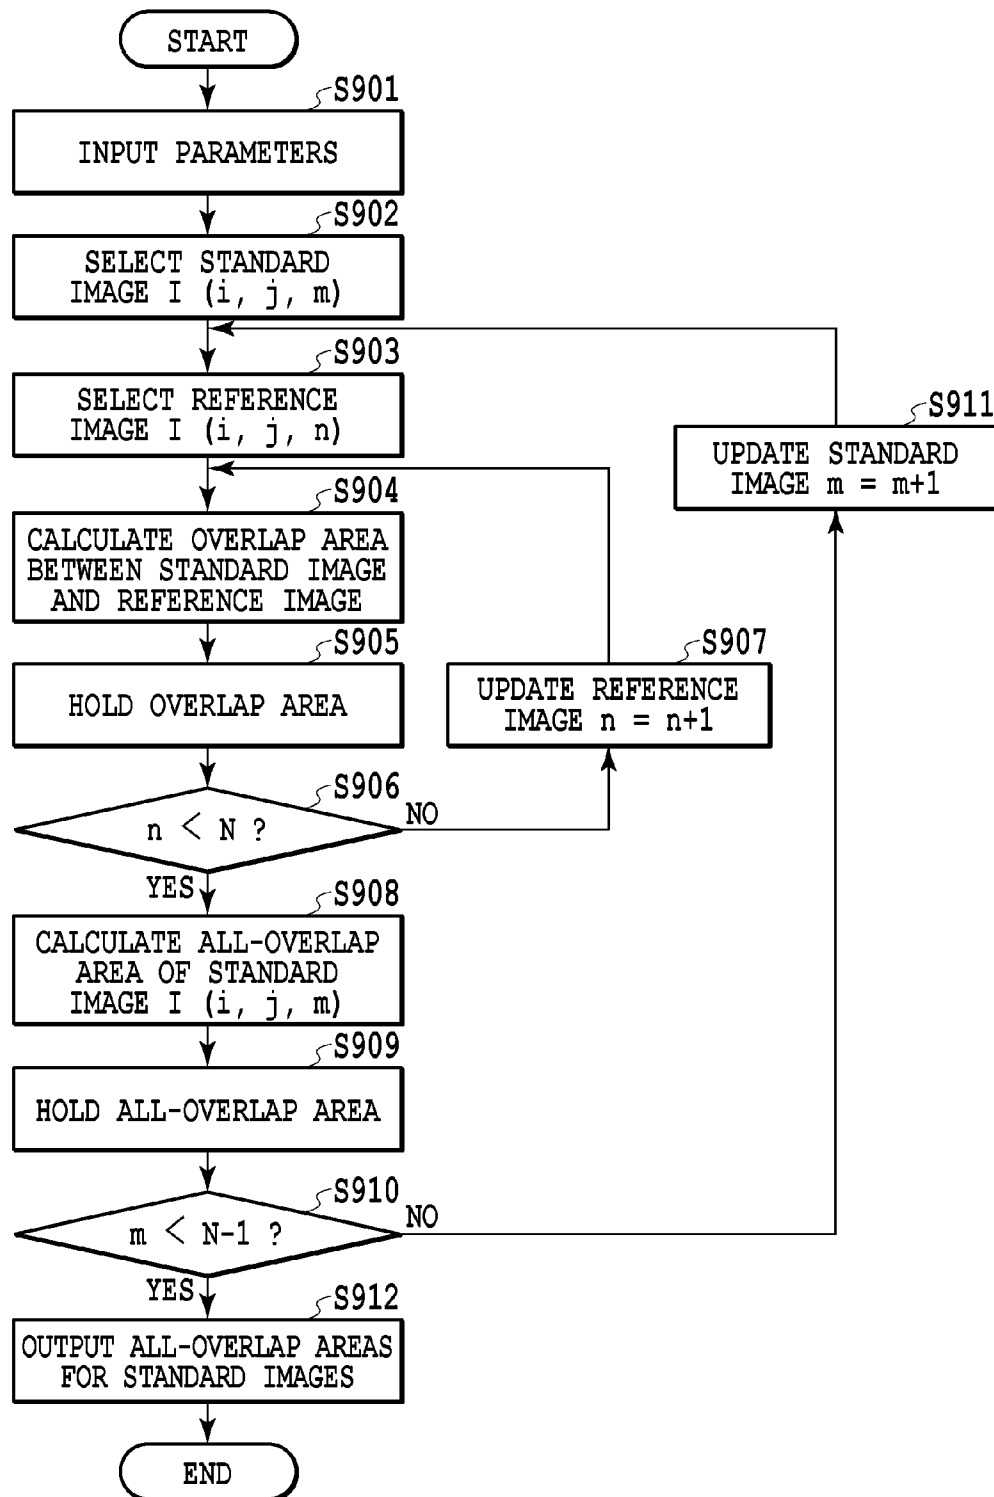 START
S901
INPUT PARAMETERS
S902
SELECT STANDARD
IMAGE I (i, j, m)
S903
SELECT REFERENCE
IMAGE I (i, j, n)
S911
UPDATE STANDARD
IMAGE m = m+1
S904
CALCULATE OVERLAP AREA
BETWEEN STANDARD IMAGE
AND REFERENCE IMAGE
S905
HOLD OVERLAP AREA
S907
UPDATE REFERENCE
IMAGE n = n+1
S906
n < N ?
NO
YES
S908
CALCULATE ALL-OVERLAP
AREA OF STANDARD
IMAGE I (i, j, m)
S909
HOLD ALL-OVERLAP AREA
S910
m < N-1 ?
NO
YES
S912
OUTPUT ALL-OVERLAP AREAS
FOR STANDARD IMAGES
END